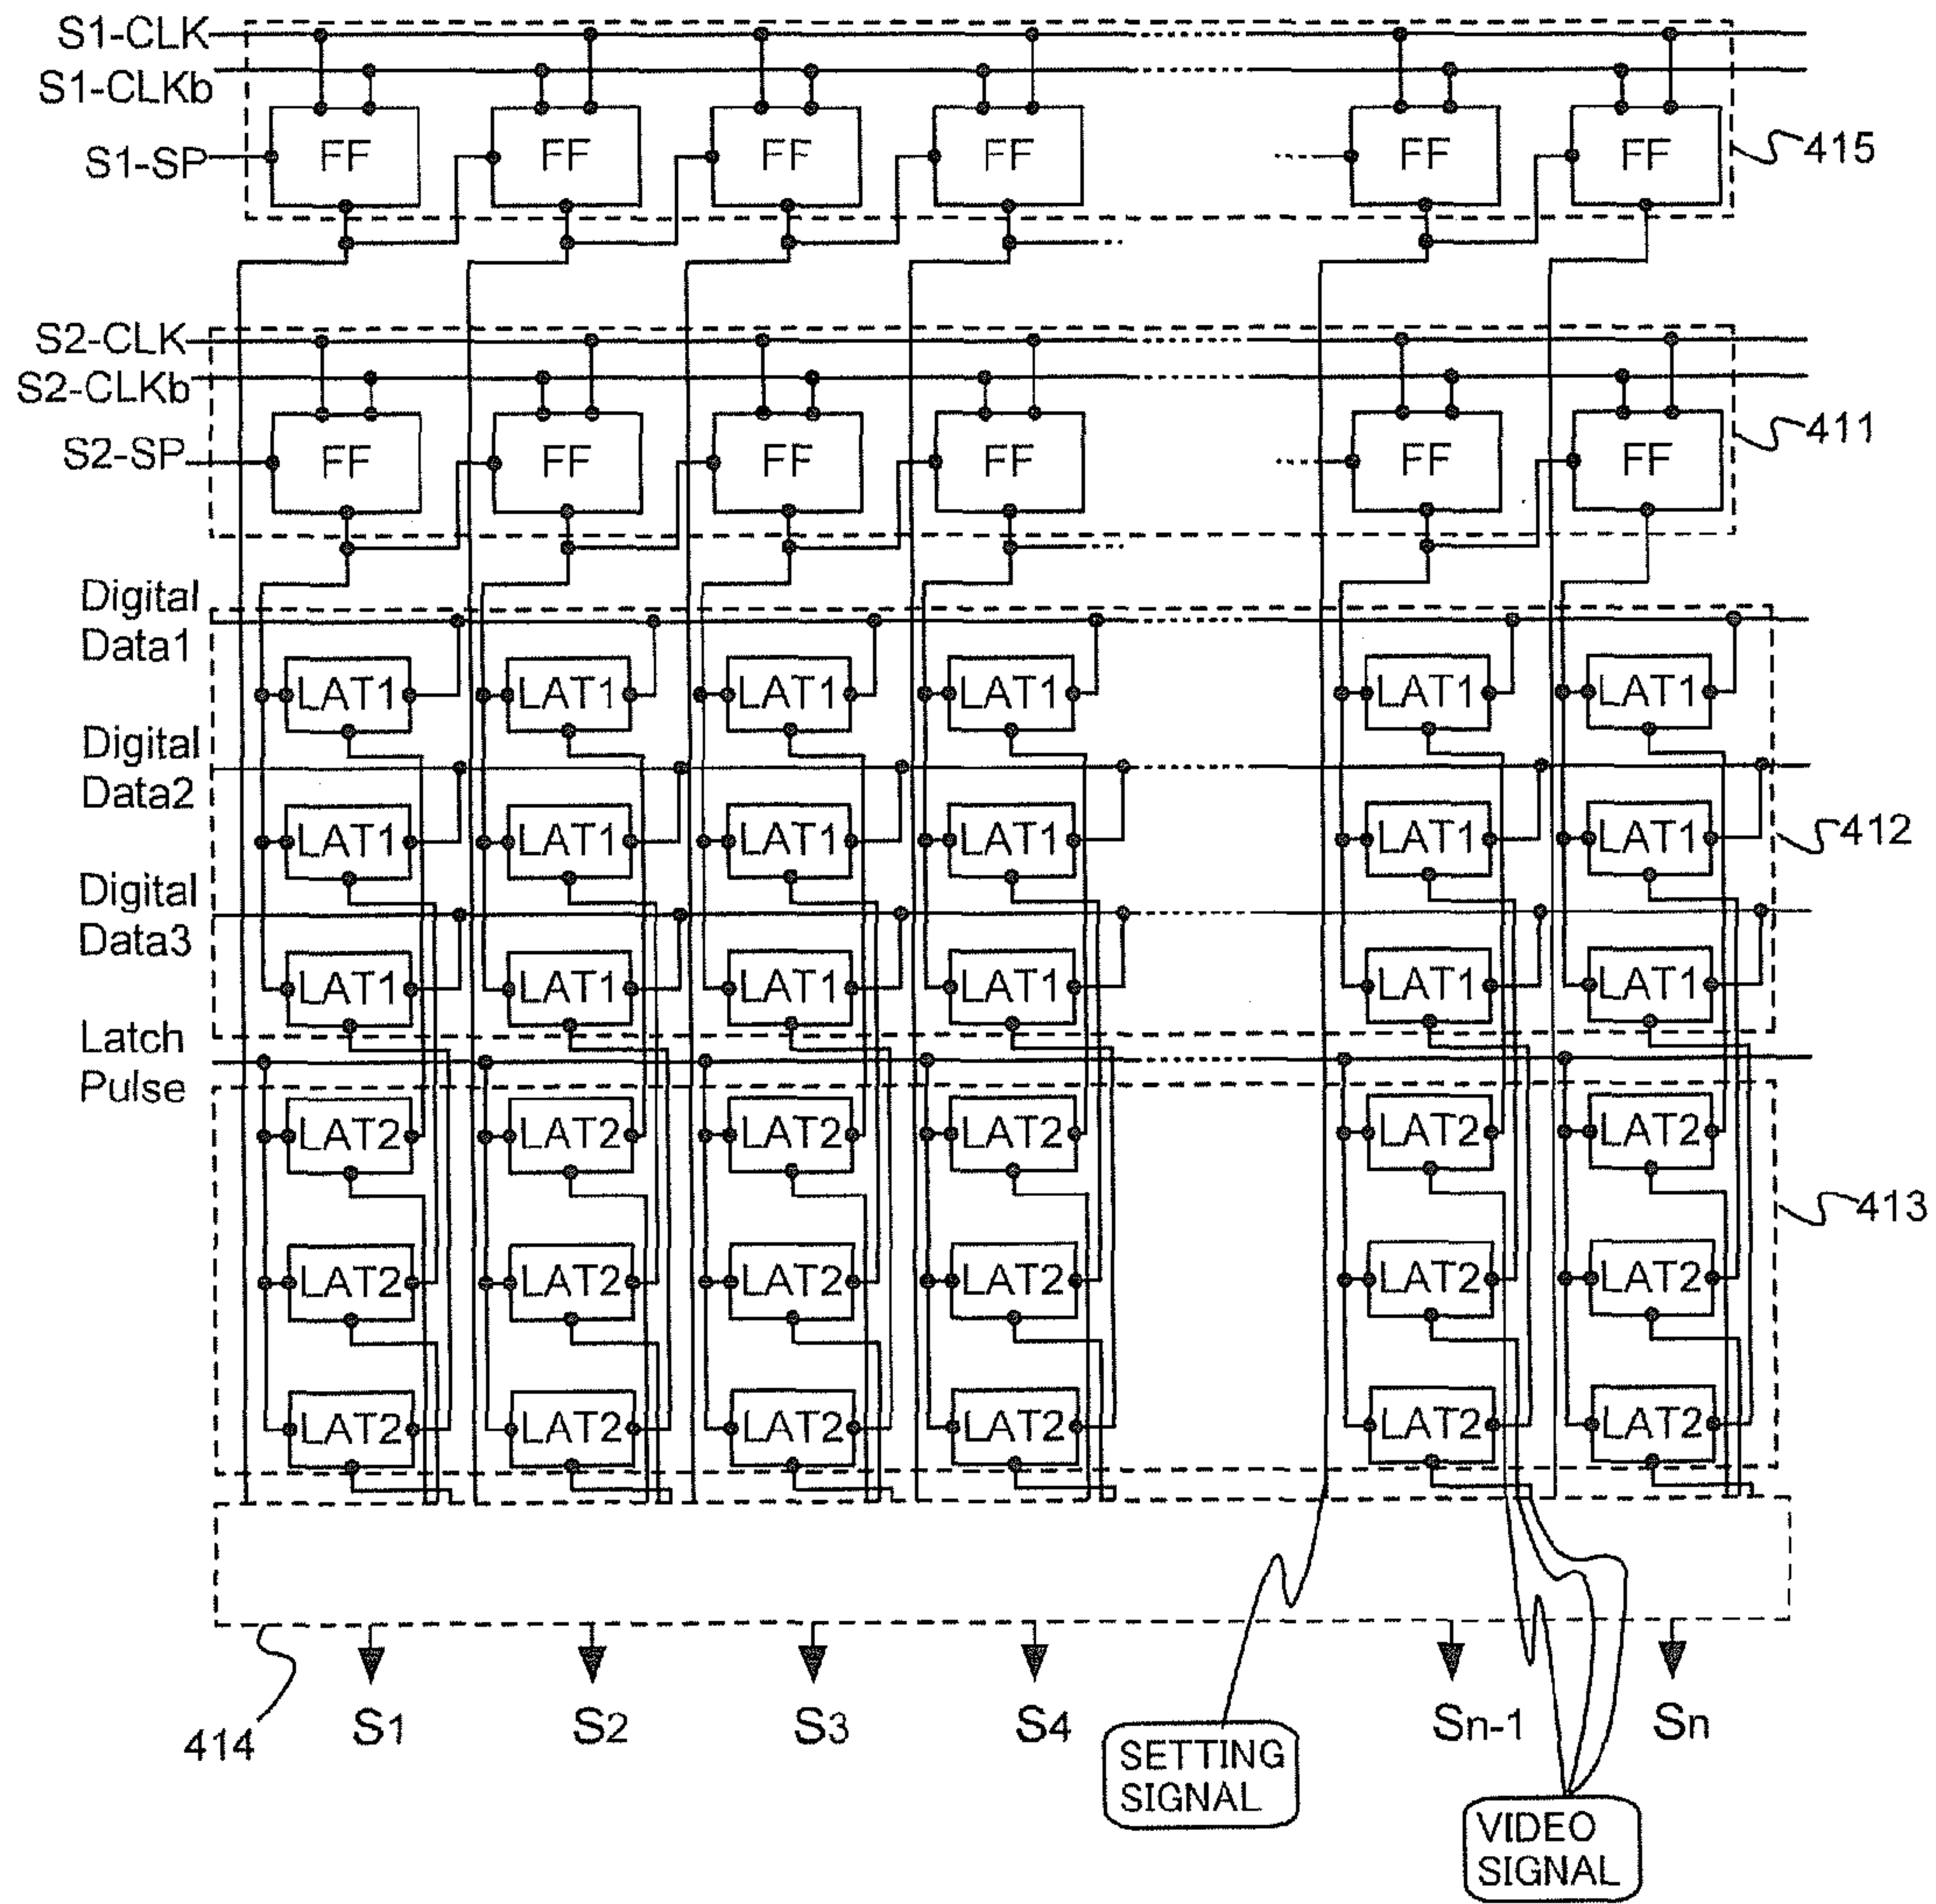 S1-CLK
S1-CLKb
S1-SP
FF FF FF FF FF FF
415
S2-CLK
S2-CLKb
S2-SP
FF FF FF FF FF FF
411
Digital
Data1
LAT1 LAT1 LAT1 LAT1 LAT1 LAT1
Digital
Data2
LAT1 LAT1 LAT1 LAT1 LAT1 LAT1
412
Digital
Data3
LAT1 LAT1 LAT1 LAT1 LAT1 LAT1
Latch
Pulse
LAT2 LAT2 LAT2 LAT2 LAT2 LAT2
413
LAT2 LAT2 LAT2 LAT2 LAT2 LAT2
LAT2 LAT2 LAT2 LAT2 LAT2 LAT2
414
S1 S2 S3 S4 Sn-1 Sn
SETTING
SIGNAL
VIDEO
SIGNAL